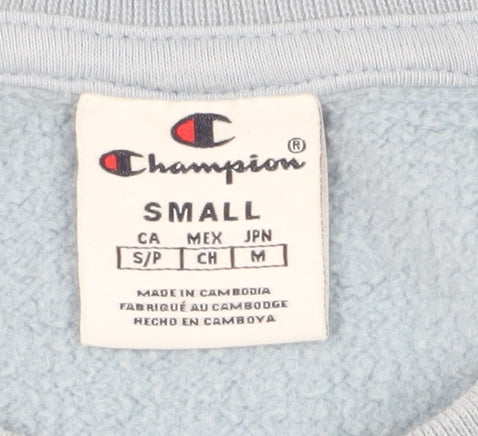 Champion®
SMALL
CA MEX JPN
S/P CH M
MADE IN CAMBODIA
FABRIQUÉ AU CAMBODGE
HECHO EN CAMBOYA